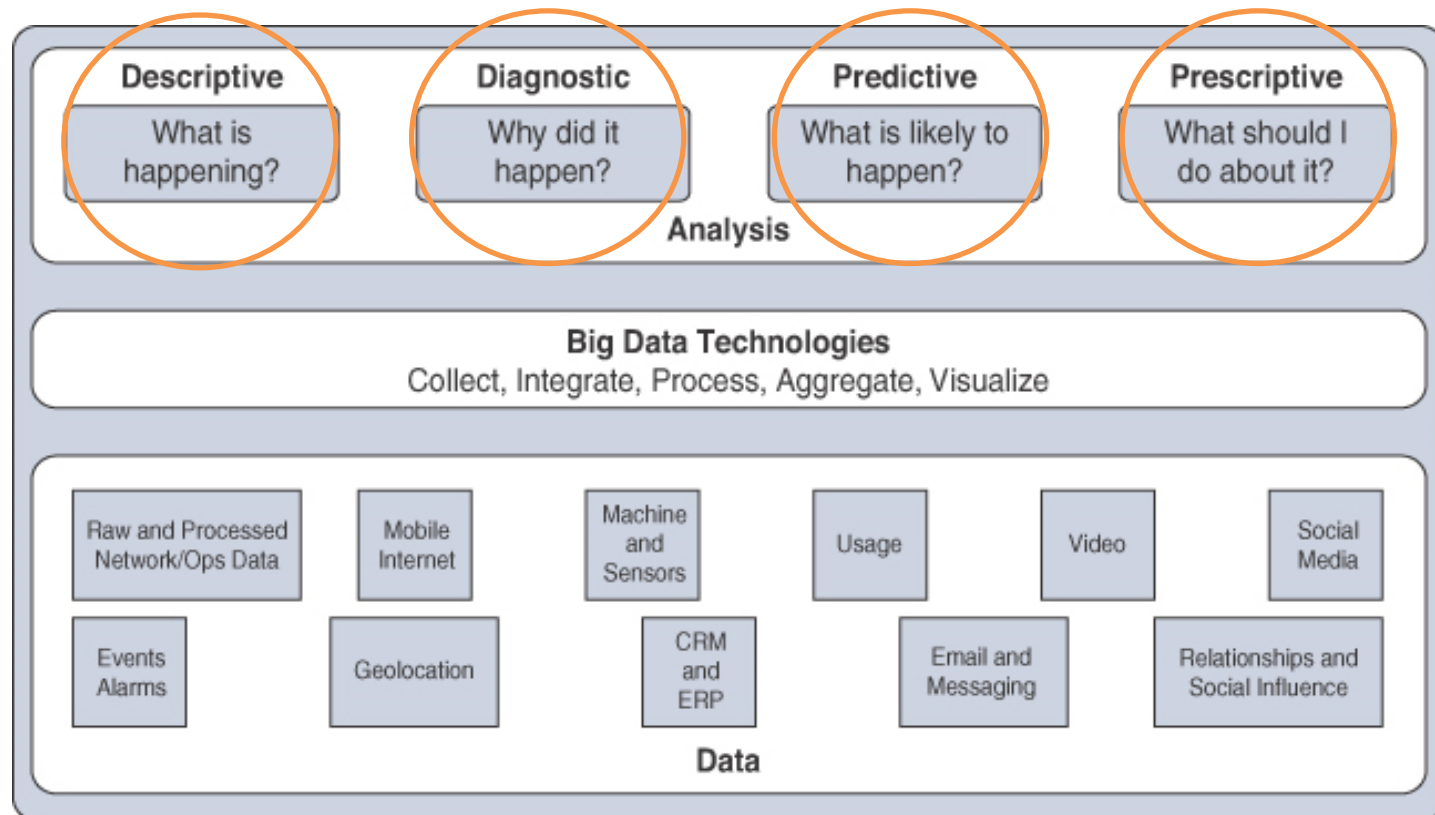 Descriptive
What is
happening?
Diagnostic
Why did it
happen?
Predictive
What is likely to
happen?
Prescriptive
What should I
do about it?
Analysis
Big Data Technologies
Collect, Integrate, Process, Aggregate, Visualize
Raw and Processed
Network/Ops Data
Mobile
Internet
Machine
and
Sensors
Usage
Video
Social
Media
Events
Alarms
Geolocation
CRM
and
ERP
Email and
Messaging
Relationships and
Social Influence
Data